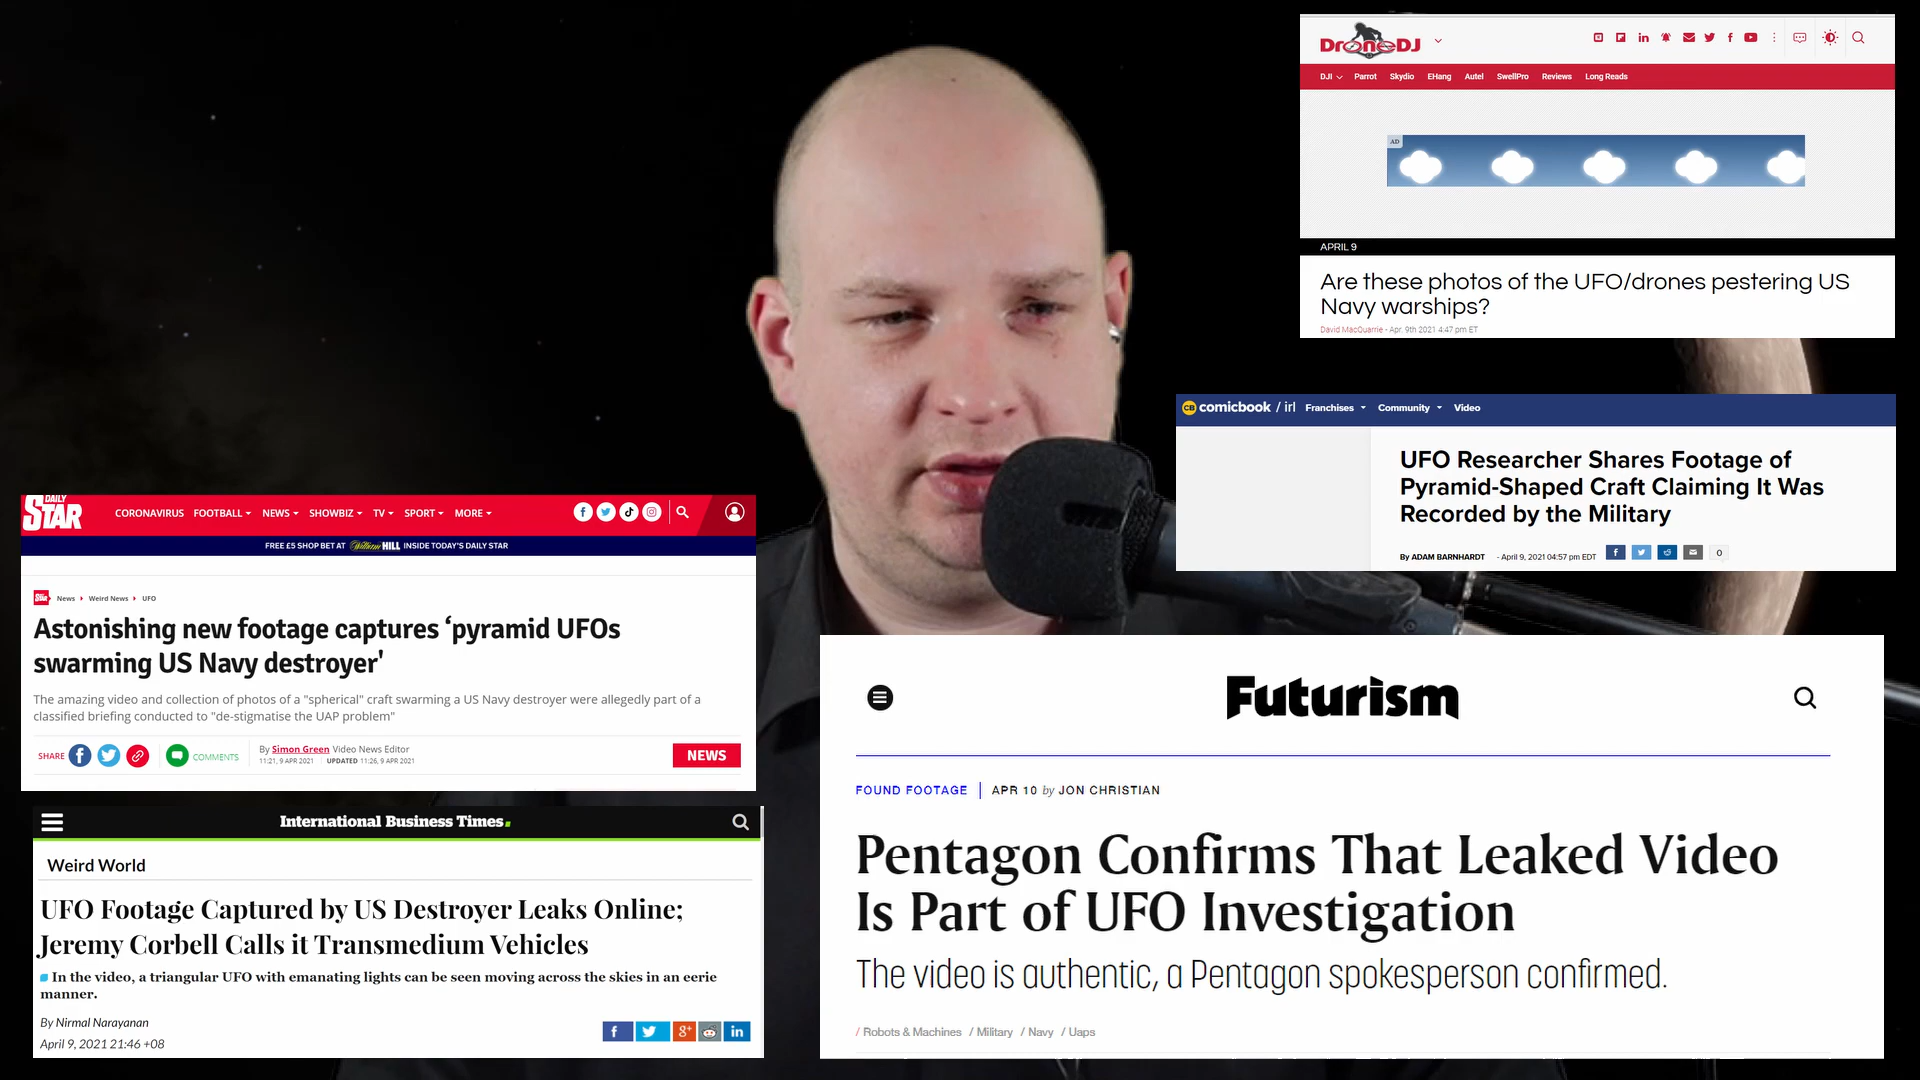 DRONEDJ
DJI Parrot Skydio EHang Autel SwellPro Reviews Long Reads
AD
APRIL 9
Are these photos of the UFO/drones pestering US
Navy warships?
David MacQuarrie - Apr. 9th 2021 4:47 pm ET
CB comicbook / irl Franchises Community Video
UFO Researcher Shares Footage of
Pyramid-Shaped Craft Claiming It Was
Recorded by the Military
By ADAM BARNHARDT - April 9, 2021 04:57 pm EDT 0
DAILY
STAR
CORONAVIRUS FOOTBALL NEWS SHOWBIZ TV SPORT MORE
FREE £5 SHOP BET AT William HILL INSIDE TODAY'S DAILY STAR
News Weird News UFO
Astonishing new footage captures ‘pyramid UFOs
swarming US Navy destroyer'
The amazing video and collection of photos of a "spherical" craft swarming a US Navy destroyer were allegedly part of a
classified briefing conducted to "de-stigmatise the UAP problem"
SHARE COMMENTS By Simon Green Video News Editor
11:21, 9 APR 2021 UPDATED 11:26, 9 APR 2021
NEWS
International Business Times.
Weird World
UFO Footage Captured by US Destroyer Leaks Online;
Jeremy Corbell Calls it Transmedium Vehicles
In the video, a triangular UFO with emanating lights can be seen moving across the skies in an eerie
manner.
By Nirmal Narayanan
April 9, 2021 21:46 +08
Futurism
FOUND FOOTAGE | APR 10 by JON CHRISTIAN
Pentagon Confirms That Leaked Video
Is Part of UFO Investigation
The video is authentic, a Pentagon spokesperson confirmed.
/ Robots & Machines / Military / Navy / Uaps